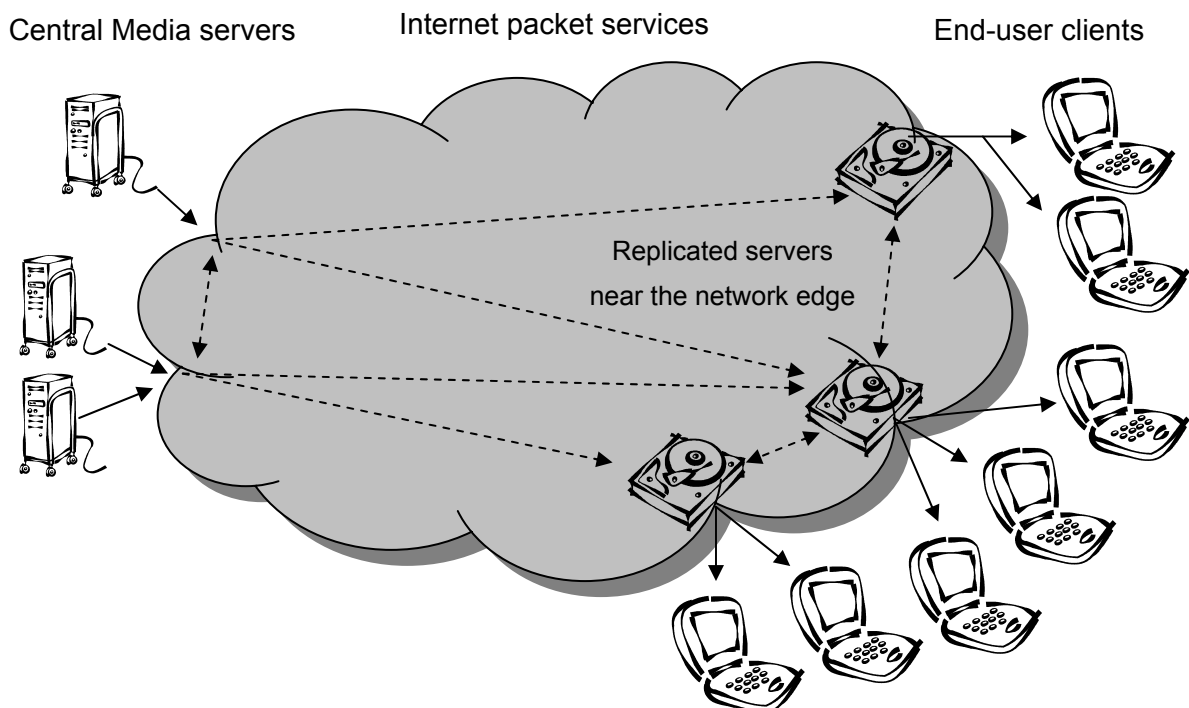 Central Media servers
Internet packet services
End-user clients
Replicated servers
near the network edge